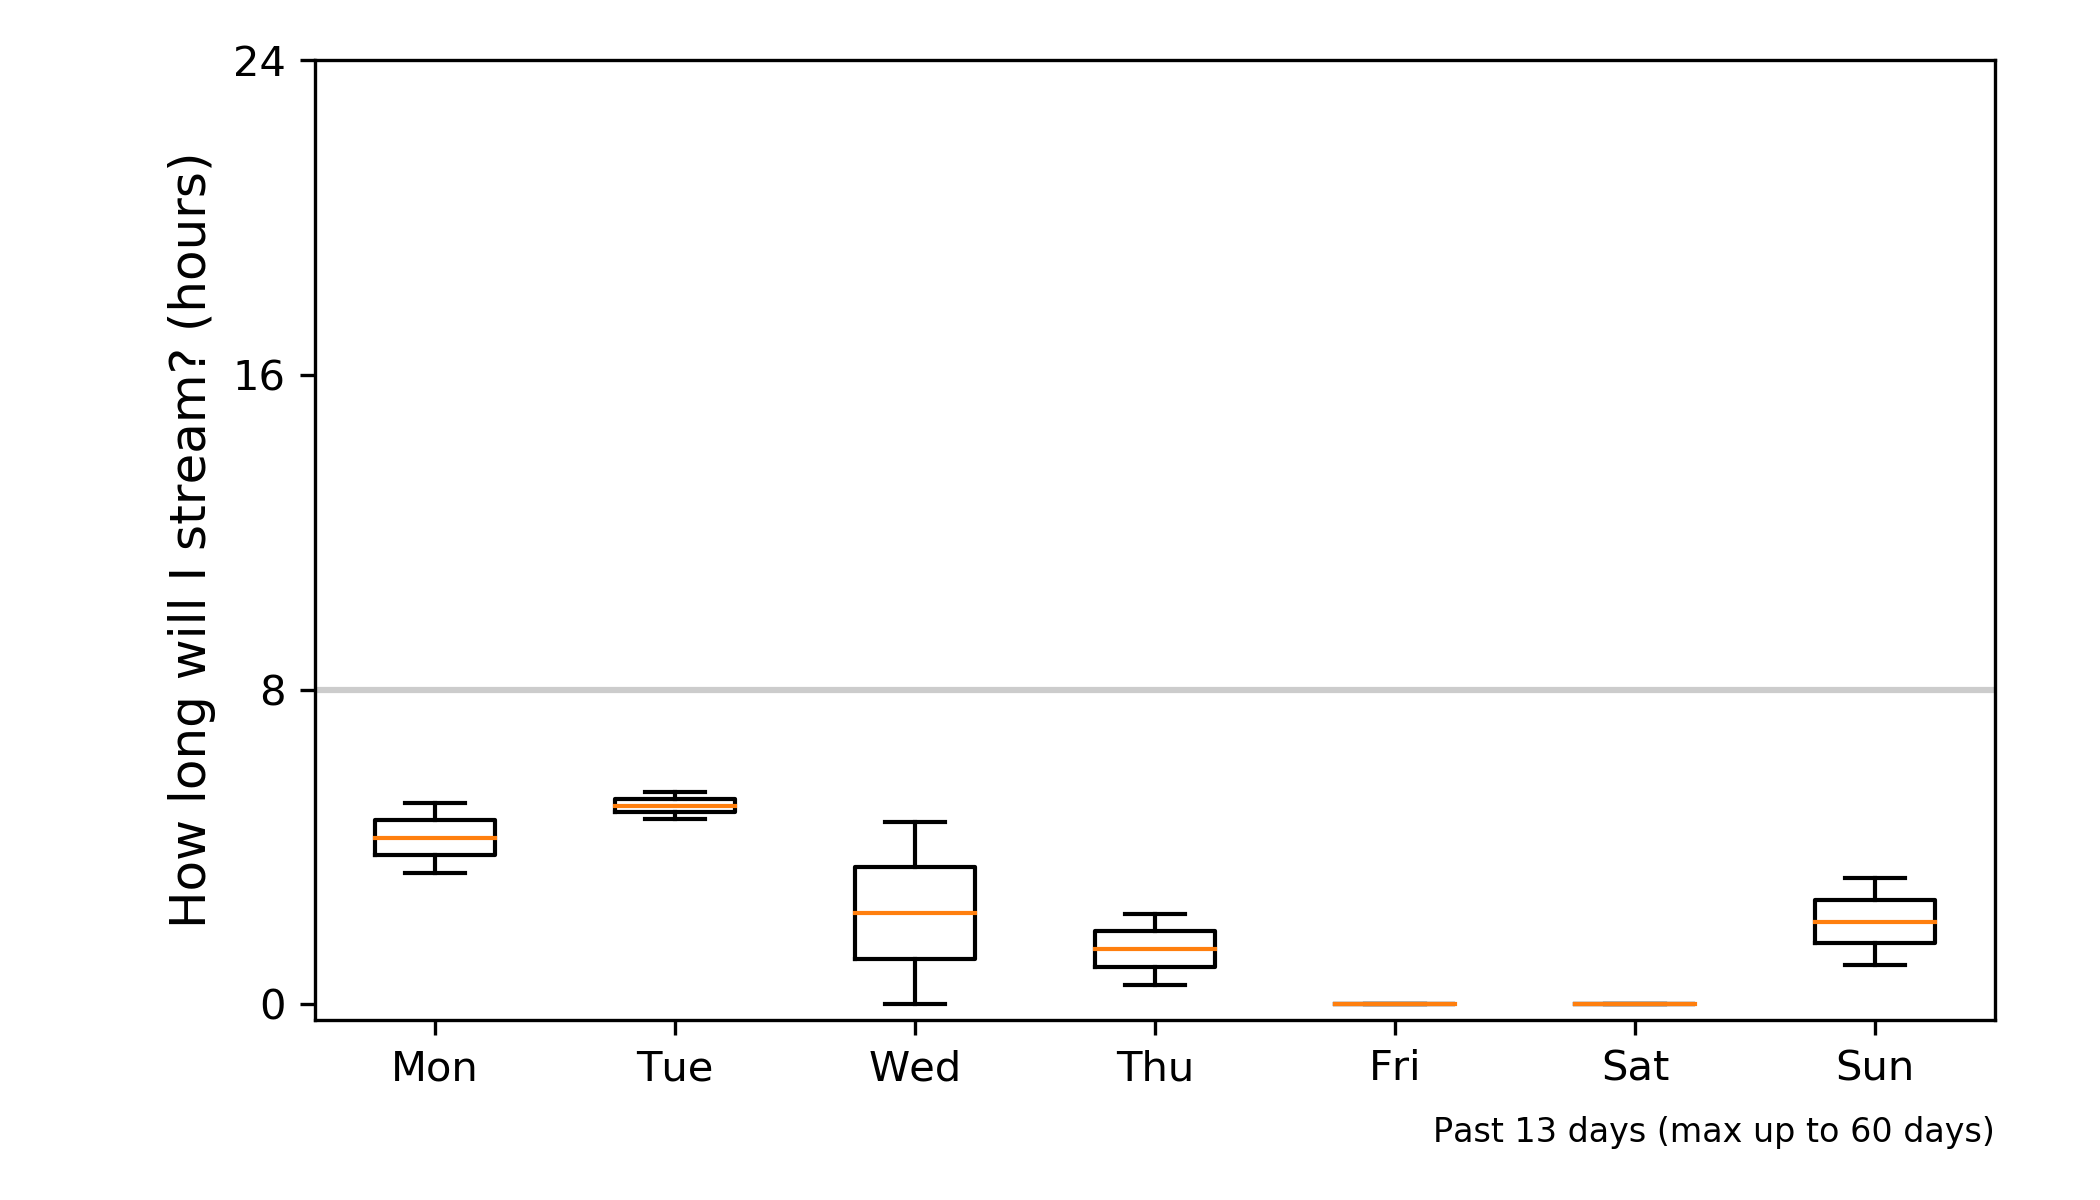 How long will I stream? (hours)
24
16
8
0
Mon Tue Wed Thu Fri Sat Sun
Past 13 days (max up to 60 days)